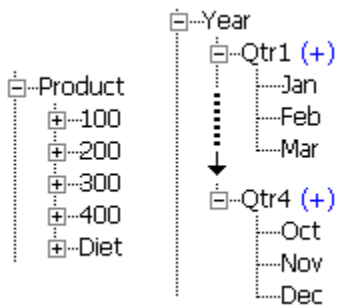 Product
100
200
300
400
Diet
Year
Qtr1 (+)
Jan
Feb
Mar
Qtr4 (+)
Oct
Nov
Dec